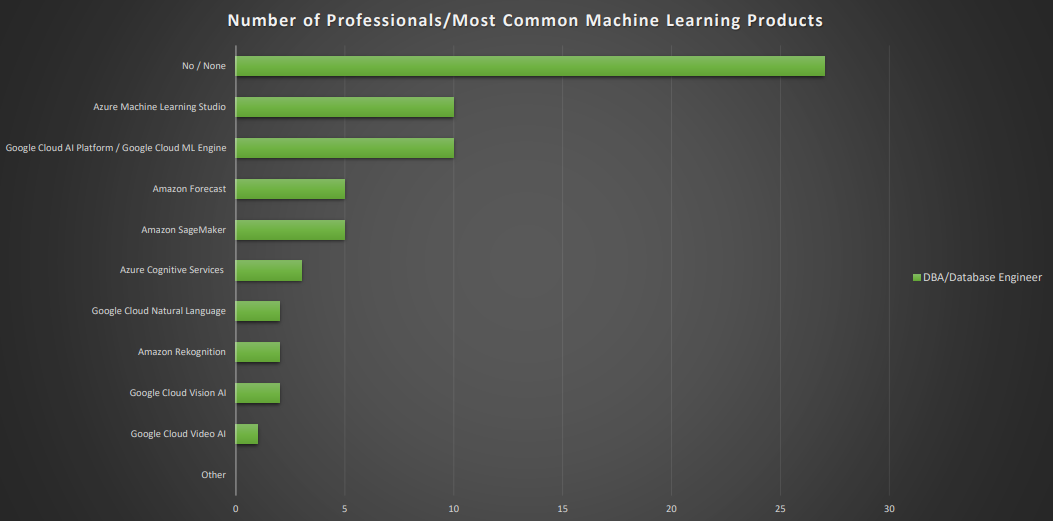 Number of Professionals/Most Common Machine Learning Products
No / None
Azure Machine Learning Studio
Google Cloud AI Platform / Google Cloud ML Engine
Amazon Forecast
Amazon SageMaker
Azure Cognitive Services
Google Cloud Natural Language
Amazon Rekognition
Google Cloud Vision AI
Google Cloud Video AI
Other
0 5 10 15 20 25 30
DBA/Database Engineer